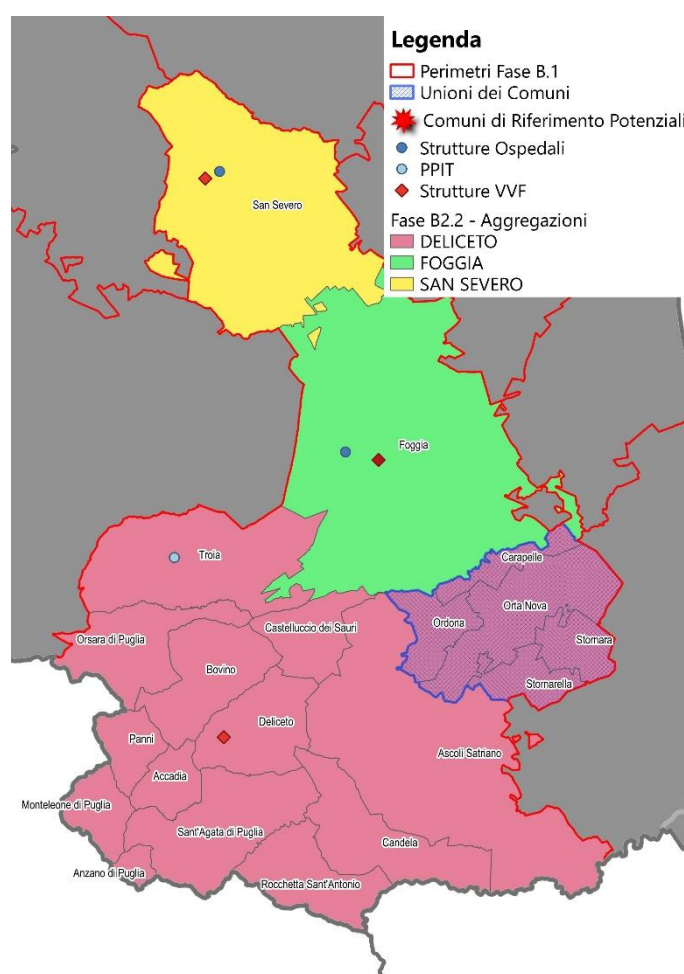 Legenda
Perimetri Fase B.1
Unioni dei Comuni
Comuni di Riferimento Potenziali
Strutture Ospedali
PPIT
Strutture VVF
Fase B2.2 - Aggregazioni
DELICETO
FOGGIA
SAN SEVERO
San Severo
Foggia
Troia
Carapelle
Orta Nova
Ordona
Castelluccio dei Sauri
Orsara di Puglia
Stornara
Bovino
Stornarella
Deliceto
Panni
Ascoli Satriano
Accadia
Monteleone di Puglia
Sant'Agata di Puglia
Candela
Anzano di Puglia
Rocchetta Sant'Antonio